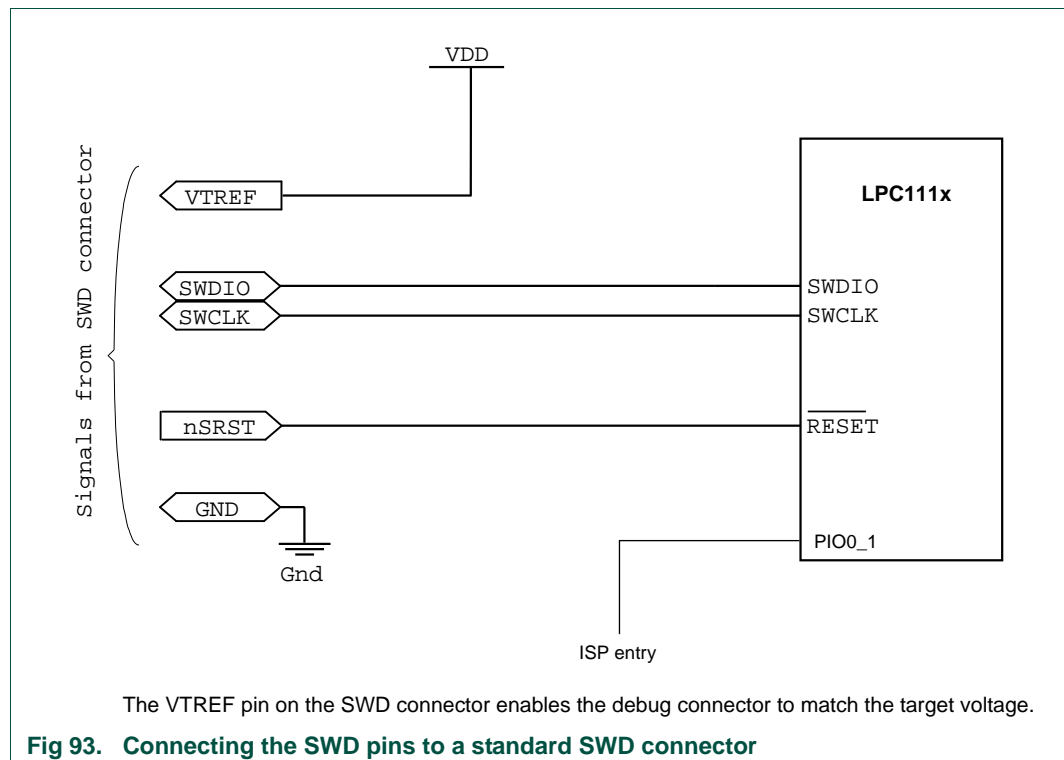 VDD
Signals from SWD connector
VTREF
LPC111x
SWDIO
SWDIO
SWCLK
SWCLK
nSRST
RESET
GND
Gnd
PIO0_1
ISP entry
The VTREF pin on the SWD connector enables the debug connector to match the target voltage.
Fig 93. Connecting the SWD pins to a standard SWD connector